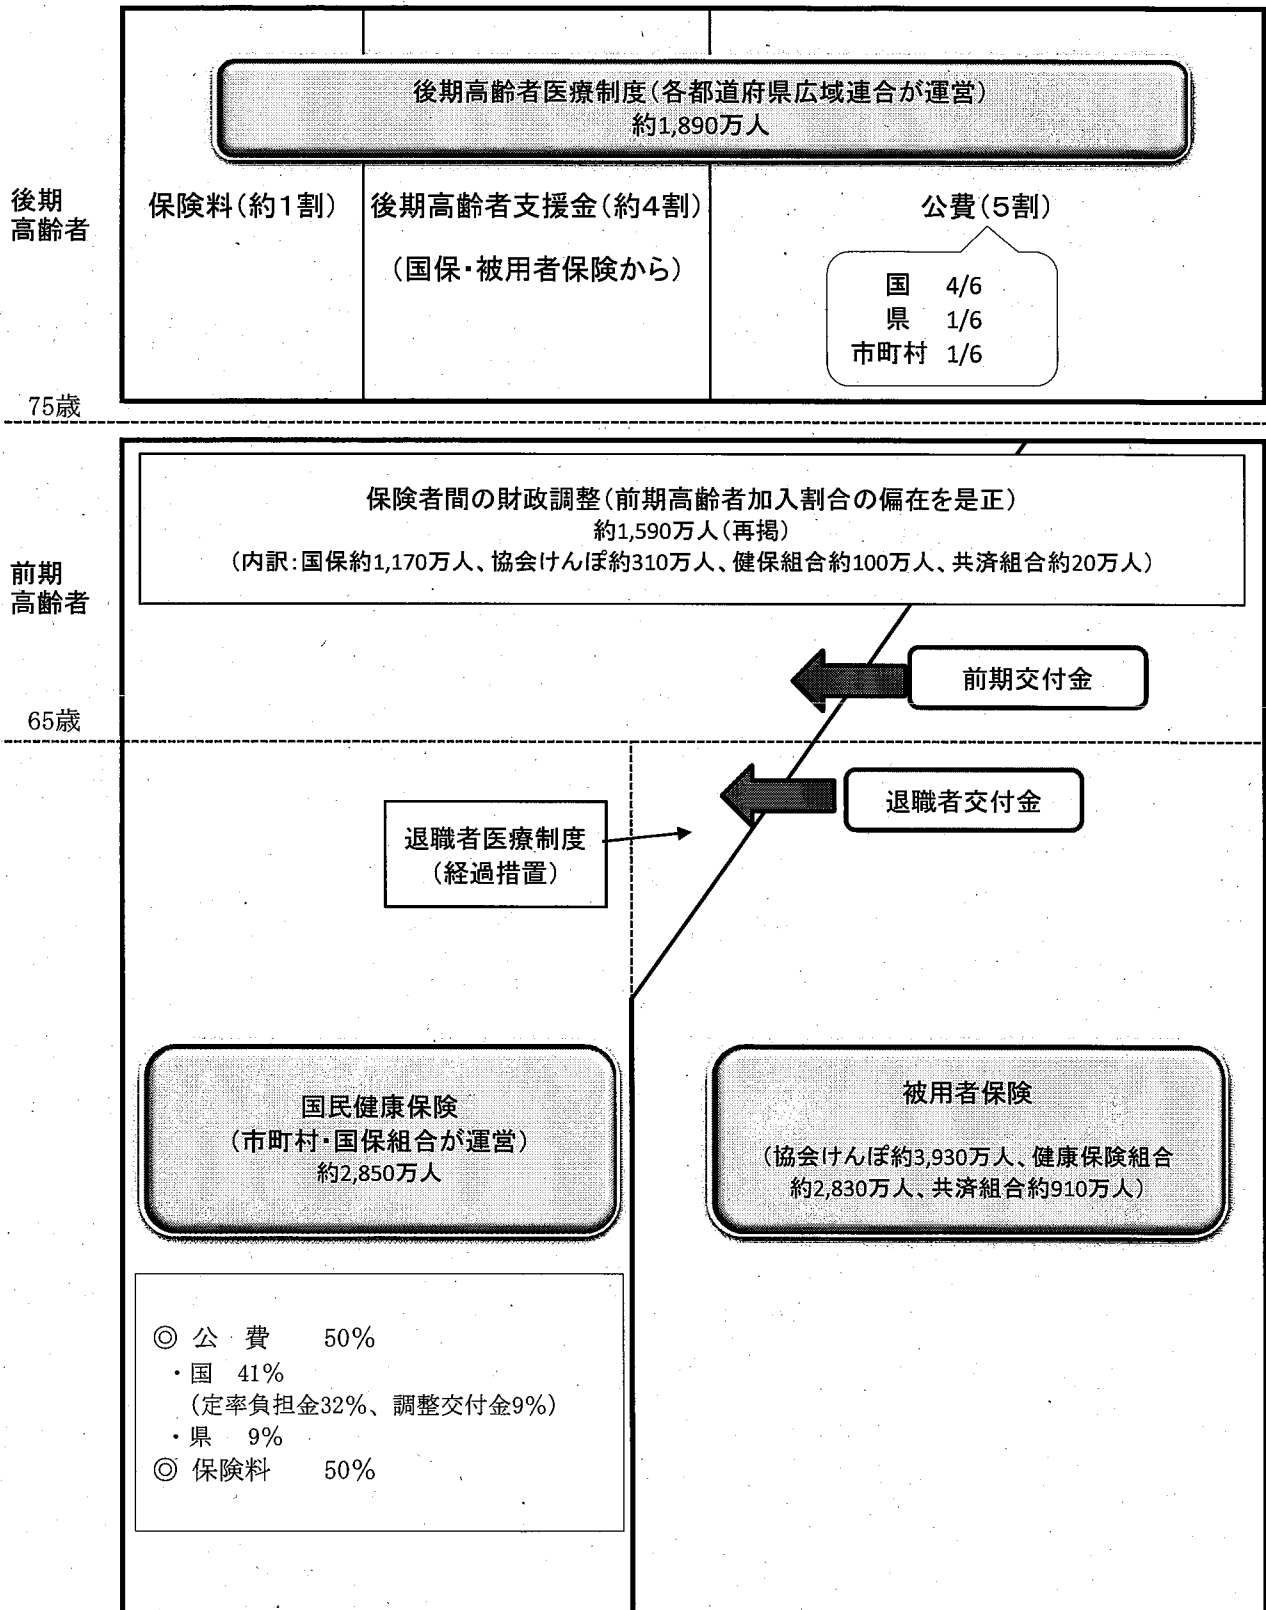 後期高齢者医療制度(各都道府県広域連合が運営)
約1,890万人
後期
高齢者
保険料(約1割)
後期高齢者支援金(約4割)
(国保・被用者保険から)
公費(5割)
国 4/6
県 1/6
市町村 1/6
75歳
保険者間の財政調整(前期高齢者加入割合の偏在を是正)
約1,590万人(再掲)
(内訳:国保約1,170万人、協会けんぽ約310万人、健保組合約100万人、共済組合約20万人)
前期
高齢者
前期交付金
65歳
退職者交付金
退職者医療制度
(経過措置)
国民健康保険
(市町村・国保組合が運営)
約2,850万人
被用者保険
(協会けんぽ約3,930万人、健康保険組合
約2,830万人、共済組合約910万人)
◎ 公 費 50%
・国 41%
(定率負担金32%、調整交付金9%)
・県 9%
◎ 保険料 50%